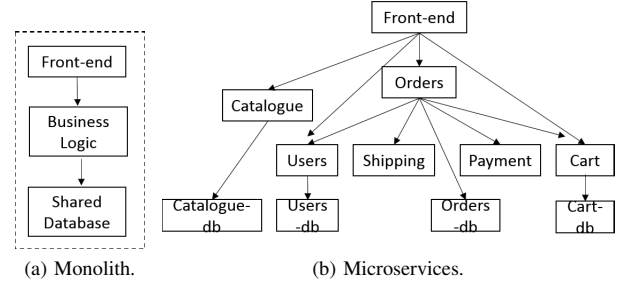 Front-end
Business
Logic
Shared
Database
(a) Monolith.
Front-end
Orders
Catalogue
Users
Shipping
Payment
Cart
Catalogue-
db
Users
-db
Orders
-db
Cart-
db
(b) Microservices.